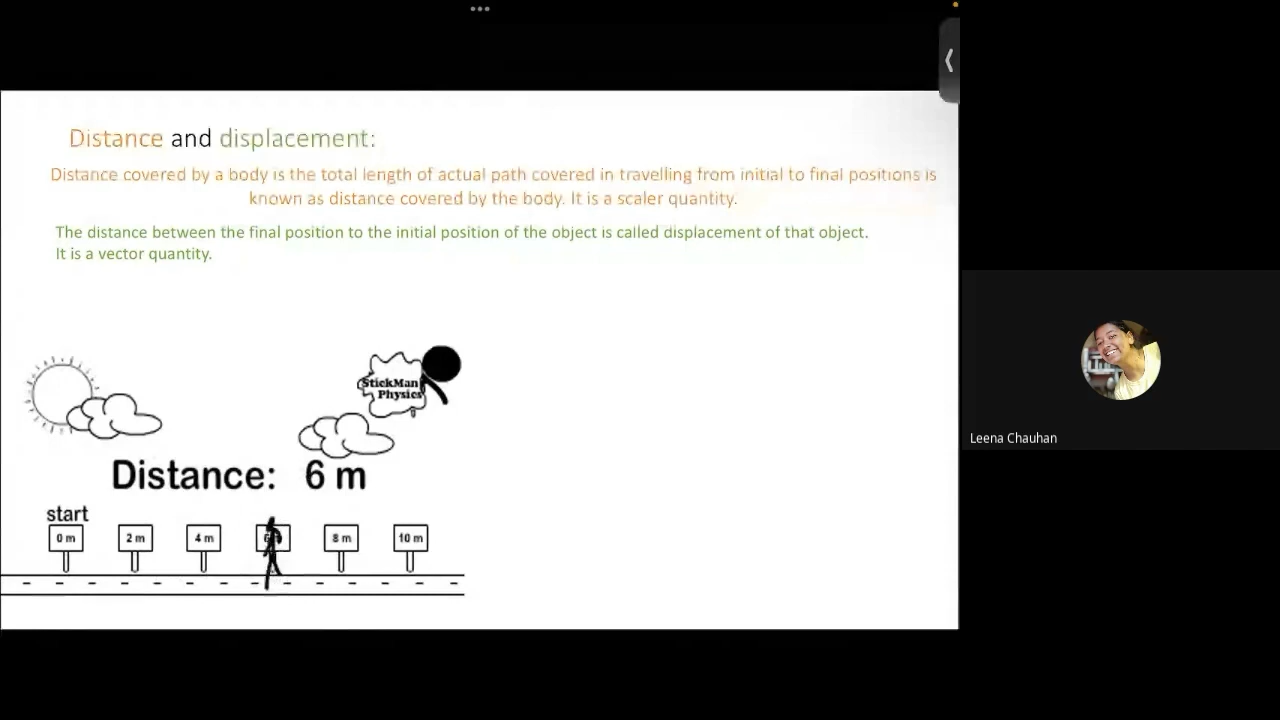 Distance and displacement:
Distance covered by a body is the total length of actual path covered in travelling from initial to final positions is
known as distance covered by the body. It is a scaler quantity.
The distance between the final position to the initial position of the object is called displacement of that object.
It is a vector quantity.
StickMan
Physics
Distance: 6 m
start
0 m
2 m
4 m
8 m
10 m
Leena Chauhan